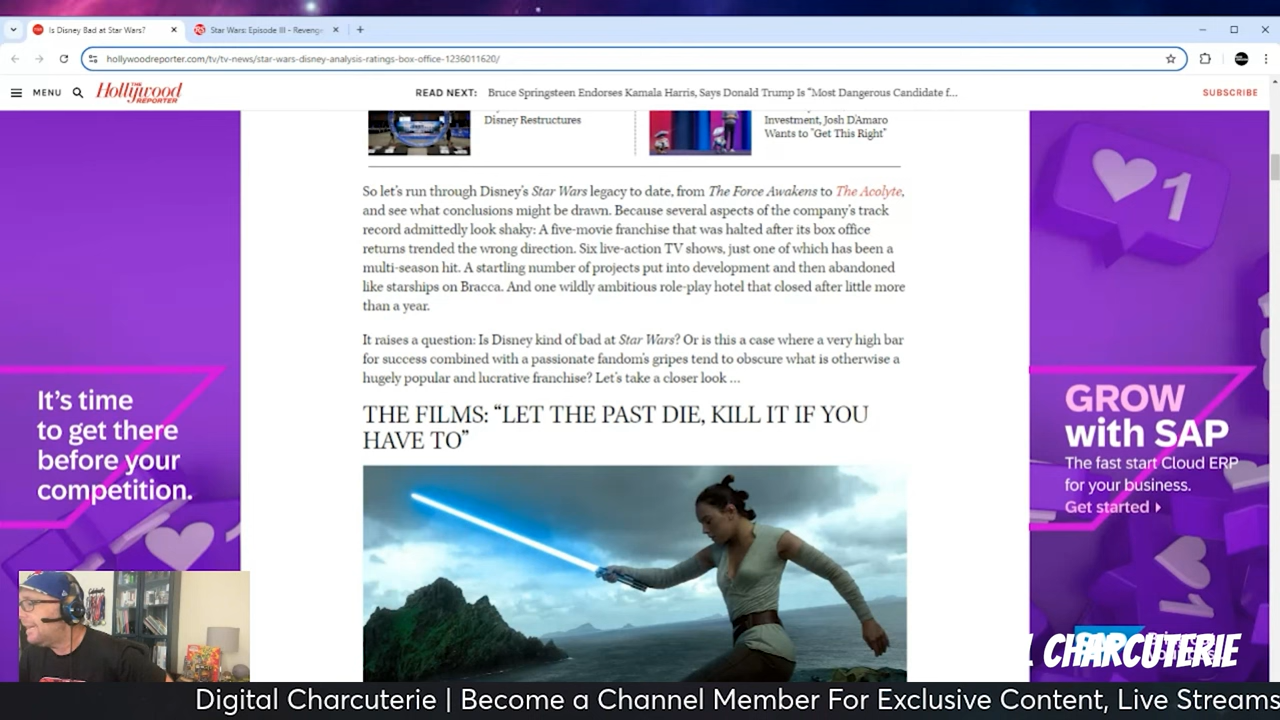 Is Disney Bad at Star Wars?
Star Wars: Episode III - Reveng
hollywoodreporter.com/tv/tv-news/star-wars-disney-analysis-ratings-box-office-1236011620/
MENU
THE
Hollywood
REPORTER
READ NEXT: Bruce Springsteen Endorses Kamala Harris, Says Donald Trump Is "Most Dangerous Candidate f...
SUBSCRIBE
Disney Restructures
Investment, Josh D'Amaro
Wants to "Get This Right"
So let's run through Disney's Star Wars legacy to date, from The Force Awakens to The Acolyte,
and see what conclusions might be drawn. Because several aspects of the company's track
record admittedly look shaky: A five-movie franchise that was halted after its box office
returns trended the wrong direction. Six live-action TV shows, just one of which has been a
multi-season hit. A startling number of projects put into development and then abandoned
like starships on Bracca. And one wildly ambitious role-play hotel that closed after little more
than a year.
It raises a question: Is Disney kind of bad at Star Wars? Or is this a case where a very high bar
for success combined with a passionate fandom's gripes tend to obscure what is otherwise a
hugely popular and lucrative franchise? Let's take a closer look ...
THE FILMS: "LET THE PAST DIE, KILL IT IF YOU
HAVE TO"
It's time
to get there
before your
competition.
1
GROW
with SAP
The fast start Cloud ERP
for your business.
Get started
CHARCUTERIE
Digital Charcuterie | Become a Channel Member For Exclusive Content, Live Streams